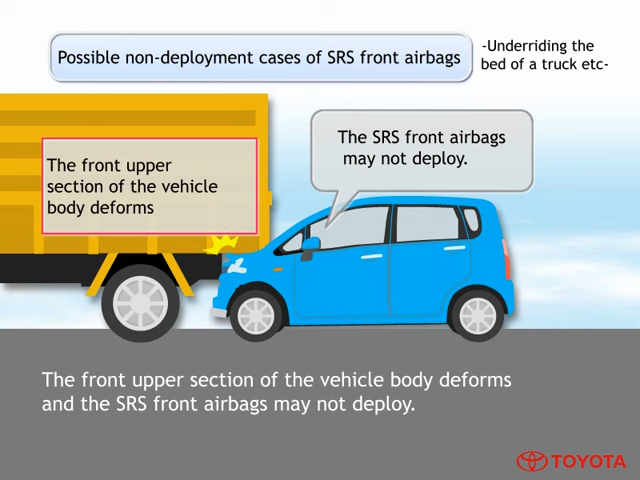 Possible non-deployment cases of SRS front airbags
-Underriding the
bed of a truck etc-
The SRS front airbags
may not deploy.
The front upper
section of the vehicle
body deforms
The front upper section of the vehicle body deforms
and the SRS front airbags may not deploy.
TOYOTA